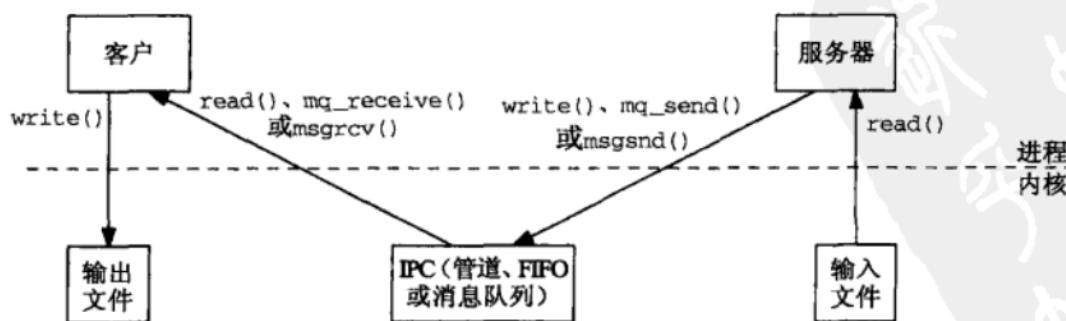 客户
服务器
write()
read()、mq_receive()
或msgrcv()
write()、mq_send()
或msgsnd()
read()
进程
内核
输出
文件
IPC(管道、FIFO
或消息队列)
输入
文件